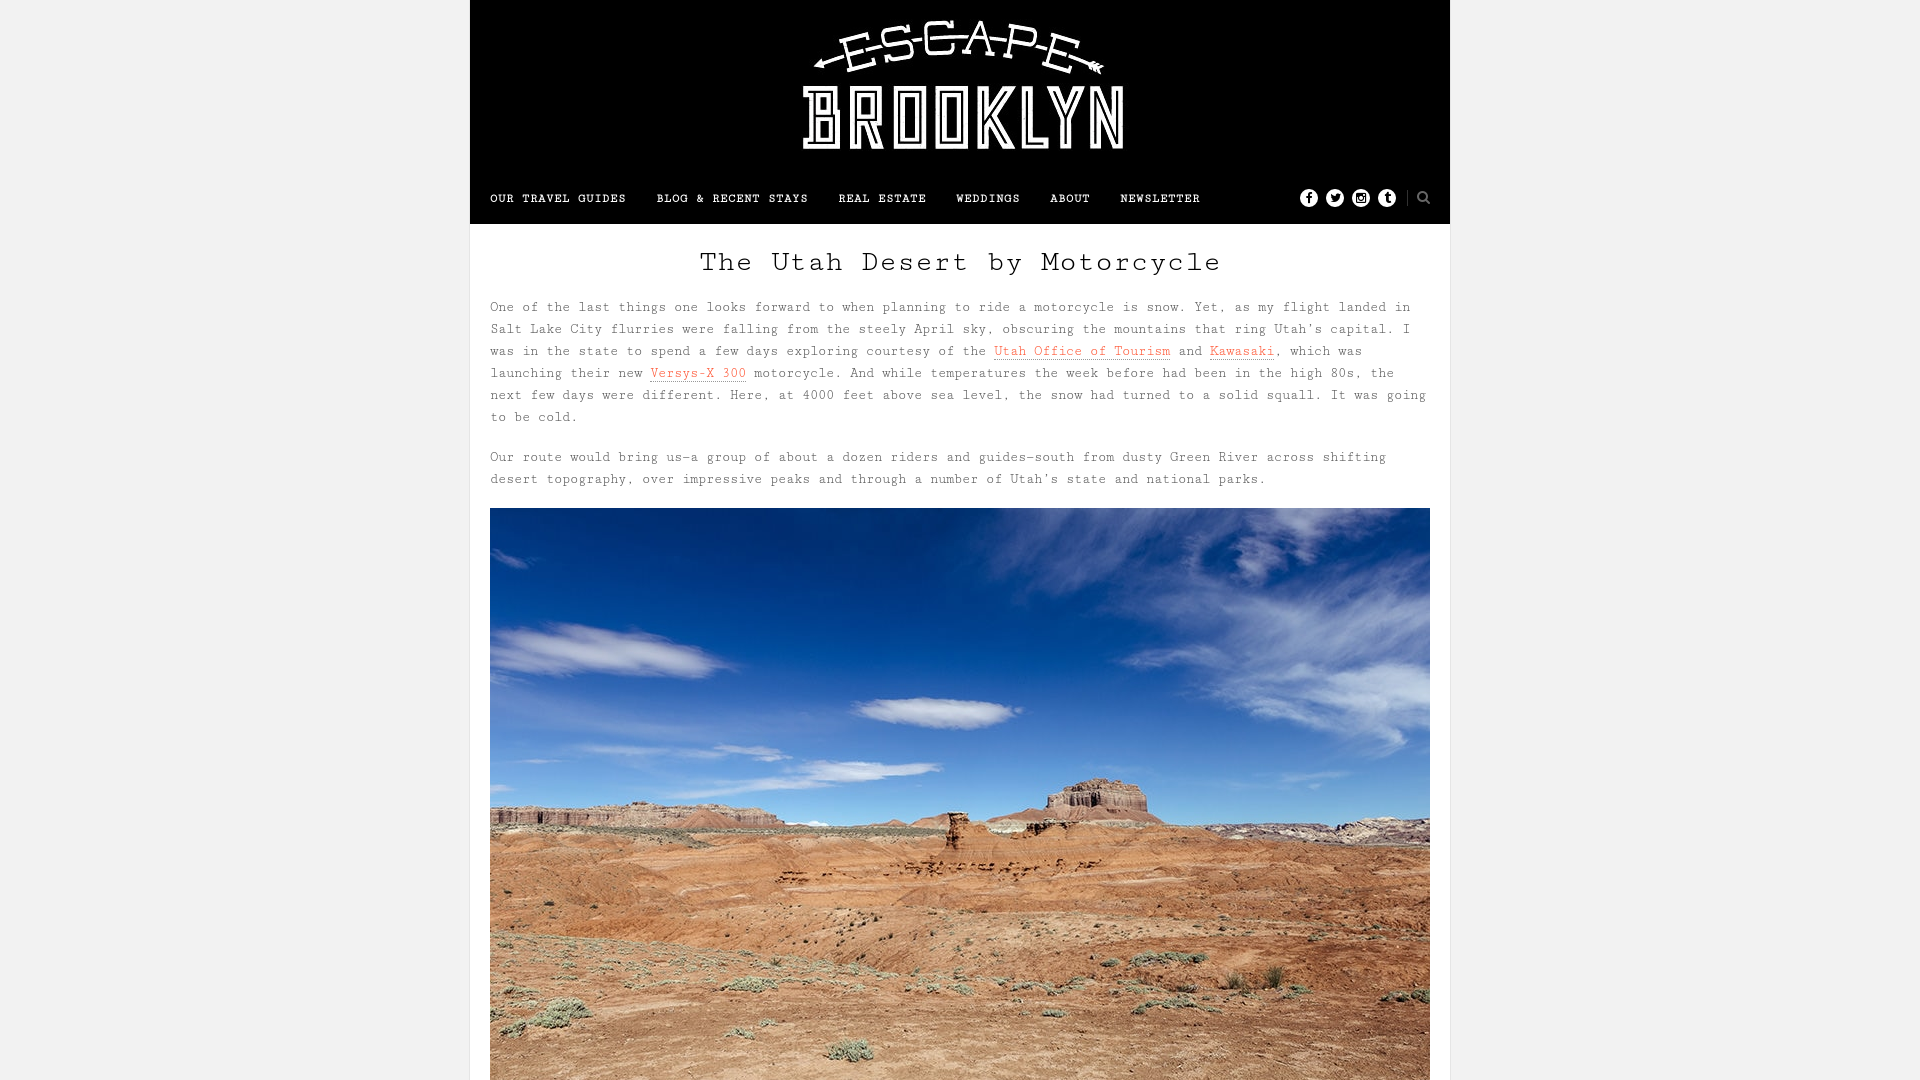 ESCAPE
BROOKLYN
OUR TRAVEL GUIDES BLOG & RECENT STAYS REAL ESTATE WEDDINGS ABOUT NEWSLETTER
The Utah Desert by Motorcycle
One of the last things one looks forward to when planning to ride a motorcycle is snow. Yet, as my flight landed in
Salt Lake City flurries were falling from the steely April sky, obscuring the mountains that ring Utah's capital. I
was in the state to spend a few days exploring courtesy of the Utah Office of Tourism and Kawasaki, which was
launching their new Versys-X 300 motorcycle. And while temperatures the week before had been in the high 80s, the
next few days were different. Here, at 4000 feet above sea level, the snow had turned to a solid squall. It was going
to be cold.
Our route would bring us—a group of about a dozen riders and guides—south from dusty Green River across shifting
desert topography, over impressive peaks and through a number of Utah's state and national parks.